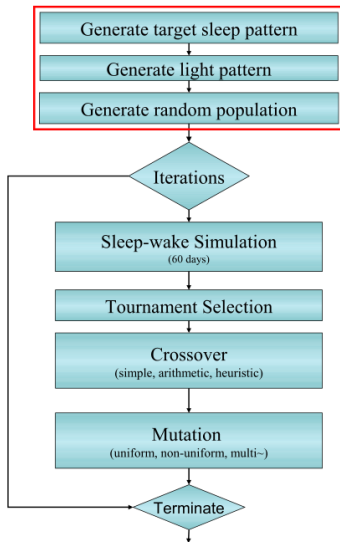 Generate target sleep pattern
Generate light pattern
Generate random population
Iterations
Sleep-wake Simulation
(60 days)
Tournament Selection
Crossover
(simple, arithmetic, heuristic)
Mutation
(uniform, non-uniform, multi~)
Terminate